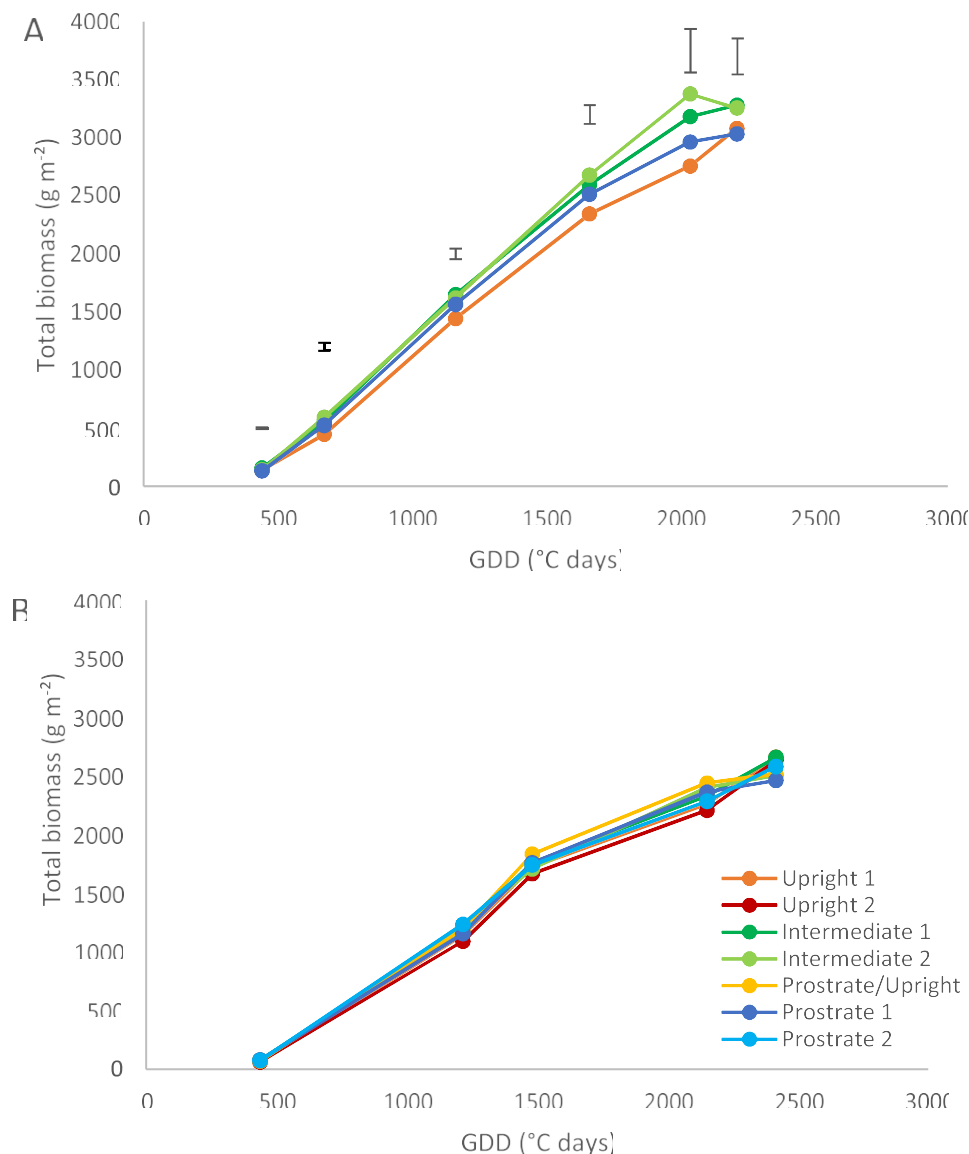 A
4000
3500
3000
2500
2000
1500
1000
500
0
Total biomass (g m⁻²)
0 500 1000 1500 2000 2500 3000
GDD (°C days)
B
4000
3500
3000
2500
2000
1500
1000
500
0
Total biomass (g m⁻²)
0 500 1000 1500 2000 2500 3000
GDD (°C days)
Upright 1
Upright 2
Intermediate 1
Intermediate 2
Prostrate/Upright
Prostrate 1
Prostrate 2